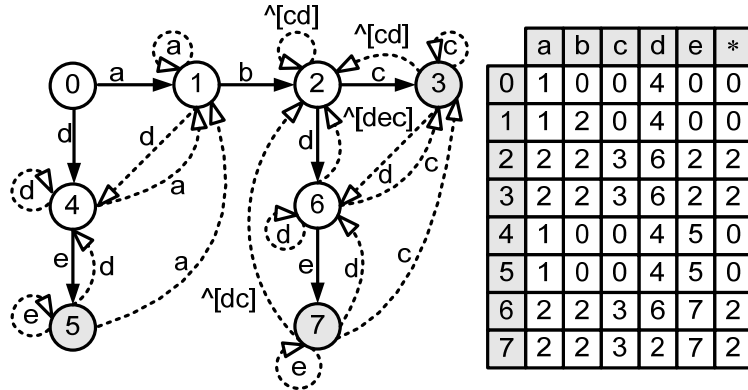 ^[cd]
^[cd]
a
c
0 a 1 b 2 c 3
^[dec]
d d d d c
d 4 a d 6
e d a e d c
^[dc]
e 5 7
e
a b c d e *
0 1 0 0 4 0 0
1 1 2 0 4 0 0
2 2 2 3 6 2 2
3 2 2 3 6 2 2
4 1 0 0 4 5 0
5 1 0 0 4 5 0
6 2 2 3 6 7 2
7 2 2 3 2 7 2